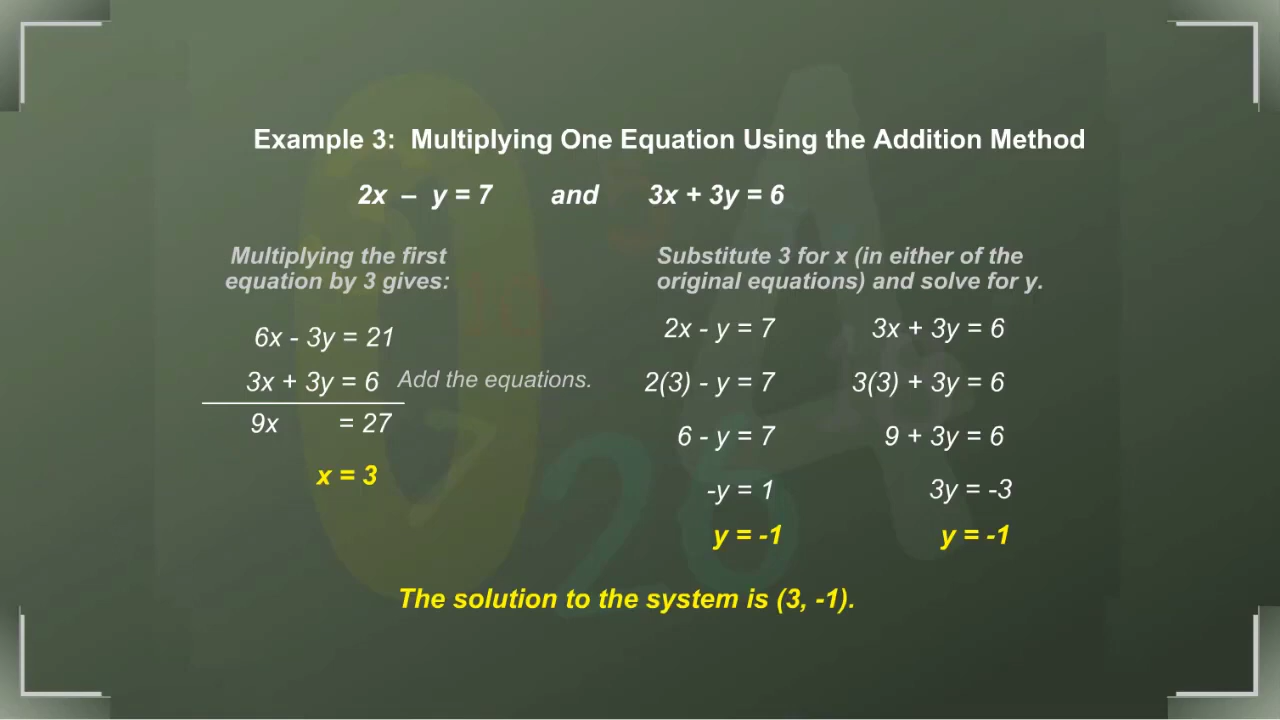 Example 3: Multiplying One Equation Using the Addition Method
2x – y = 7 and 3x + 3y = 6
Multiplying the first
equation by 3 gives:
6x - 3y = 21
3x + 3y = 6 Add the equations.
9x = 27
x = 3
Substitute 3 for x (in either of the
original equations) and solve for y.
2x - y = 7 3x + 3y = 6
2(3) - y = 7 3(3) + 3y = 6
6 - y = 7 9 + 3y = 6
-y = 1 3y = -3
y = -1 y = -1
The solution to the system is (3, -1).